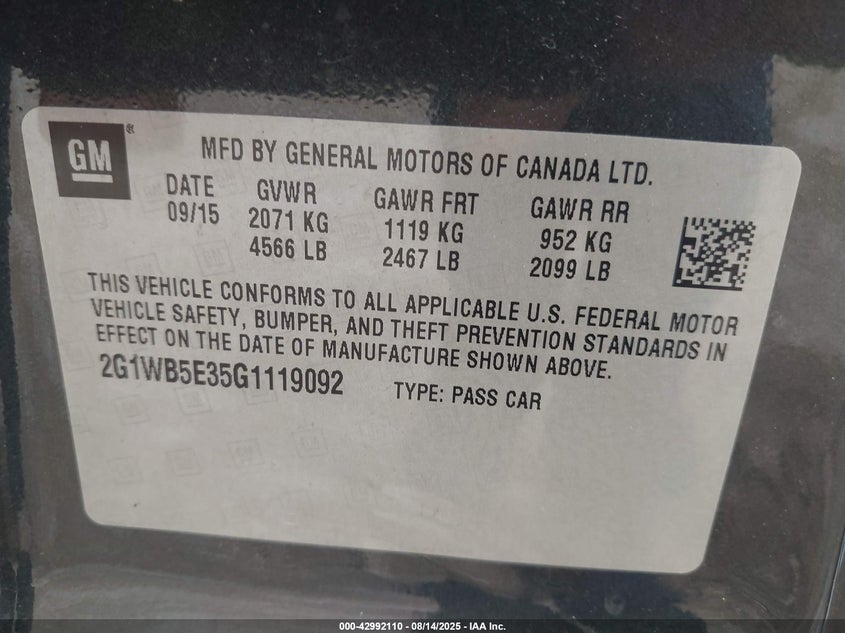 GM ®
MFD BY GENERAL MOTORS OF CANADA LTD.
DATE GVWR GAWR FRT GAWR RR
09/15 2071 KG 1119 KG 952 KG
4566 LB 2467 LB 2099 LB
THIS VEHICLE CONFORMS TO ALL APPLICABLE U.S. FEDERAL MOTOR
VEHICLE SAFETY, BUMPER, AND THEFT PREVENTION STANDARDS IN
EFFECT ON THE DATE OF MANUFACTURE SHOWN ABOVE.
2G1WB5E35G1119092 TYPE: PASS CAR
000-42992110 - 08/14/2025 - IAA Inc.